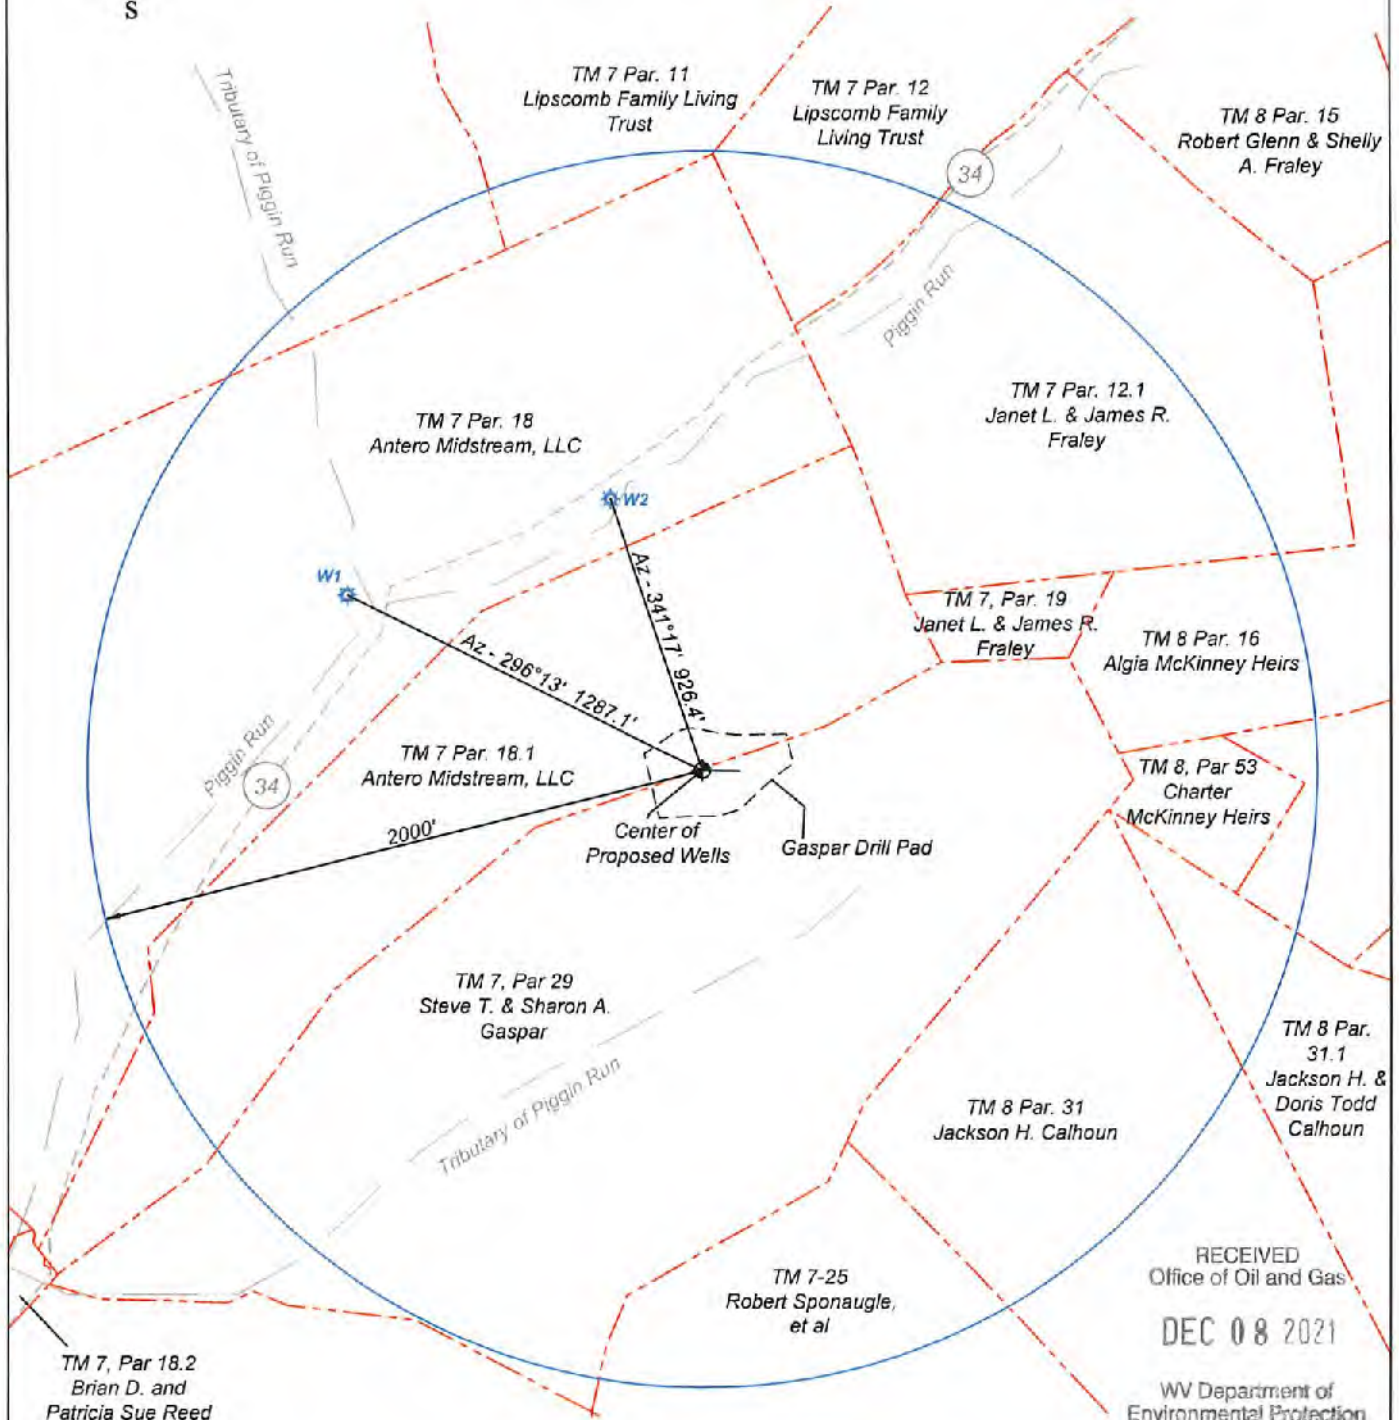 S
TM 7 Par. 11
Lipscomb Family Living
Trust
TM 7 Par. 12
Lipscomb Family
Living Trust
TM 8 Par. 15
Robert Glenn & Shelly
A. Fraley
34
Tributary of Piggin Run
Piggin Run
TM 7 Par. 18
Antero Midstream, LLC
TM 7 Par. 12.1
Janet L. & James R.
Fraley
W2
W1
Az - 341°17' 926.4'
Az - 296°13' 1287.1'
TM 7, Par. 19
Janet L. & James R.
Fraley
TM 8 Par. 16
Algia McKinney Heirs
Piggin Run
34
TM 7 Par. 18.1
Antero Midstream, LLC
TM 8, Par 53
Charter
McKinney Heirs
2000'
Center of
Proposed Wells
Gaspar Drill Pad
TM 7, Par 29
Steve T. & Sharon A.
Gaspar
Tributary of Piggin Run
TM 8 Par.
31.1
Jackson H. &
Doris Todd
Calhoun
TM 8 Par. 31
Jackson H. Calhoun
TM 7-25
Robert Sponaugle,
et al
RECEIVED
Office of Oil and Gas
DEC 08 2021
WV Department of
Environmental Protection
TM 7, Par 18.2
Brian D. and
Patricia Sue Reed